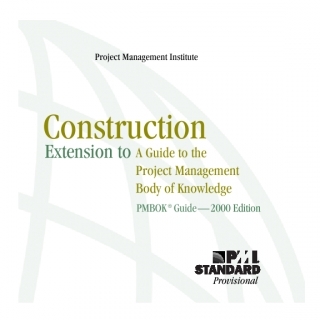 Project Management Institute
Construction
Extension to A Guide to the
Project Management
Body of Knowledge
PMBOK® Guide—2000 Edition
PMI
STANDARD
Provisional